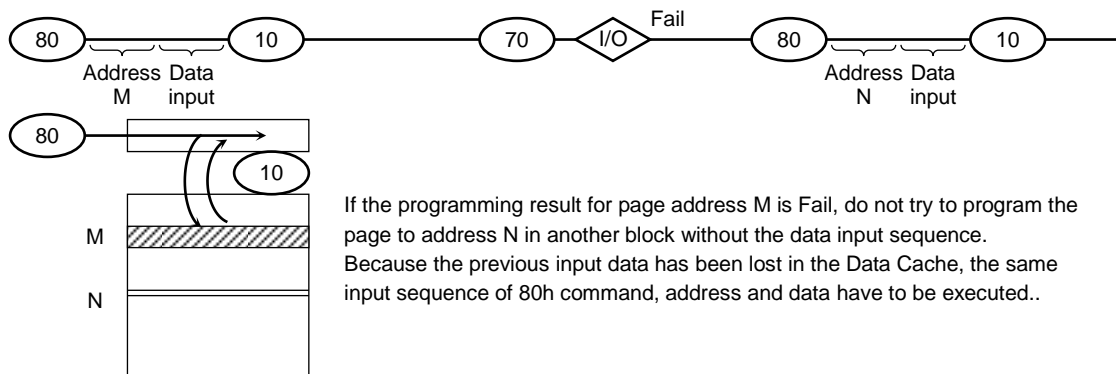 Fail
80 10 70 I/O 80 10
Address Data Address Data
M input N input
80
10
M
N
If the programming result for page address M is Fail, do not try to program the
page to address N in another block without the data input sequence.
Because the previous input data has been lost in the Data Cache, the same
input sequence of 80h command, address and data have to be executed..